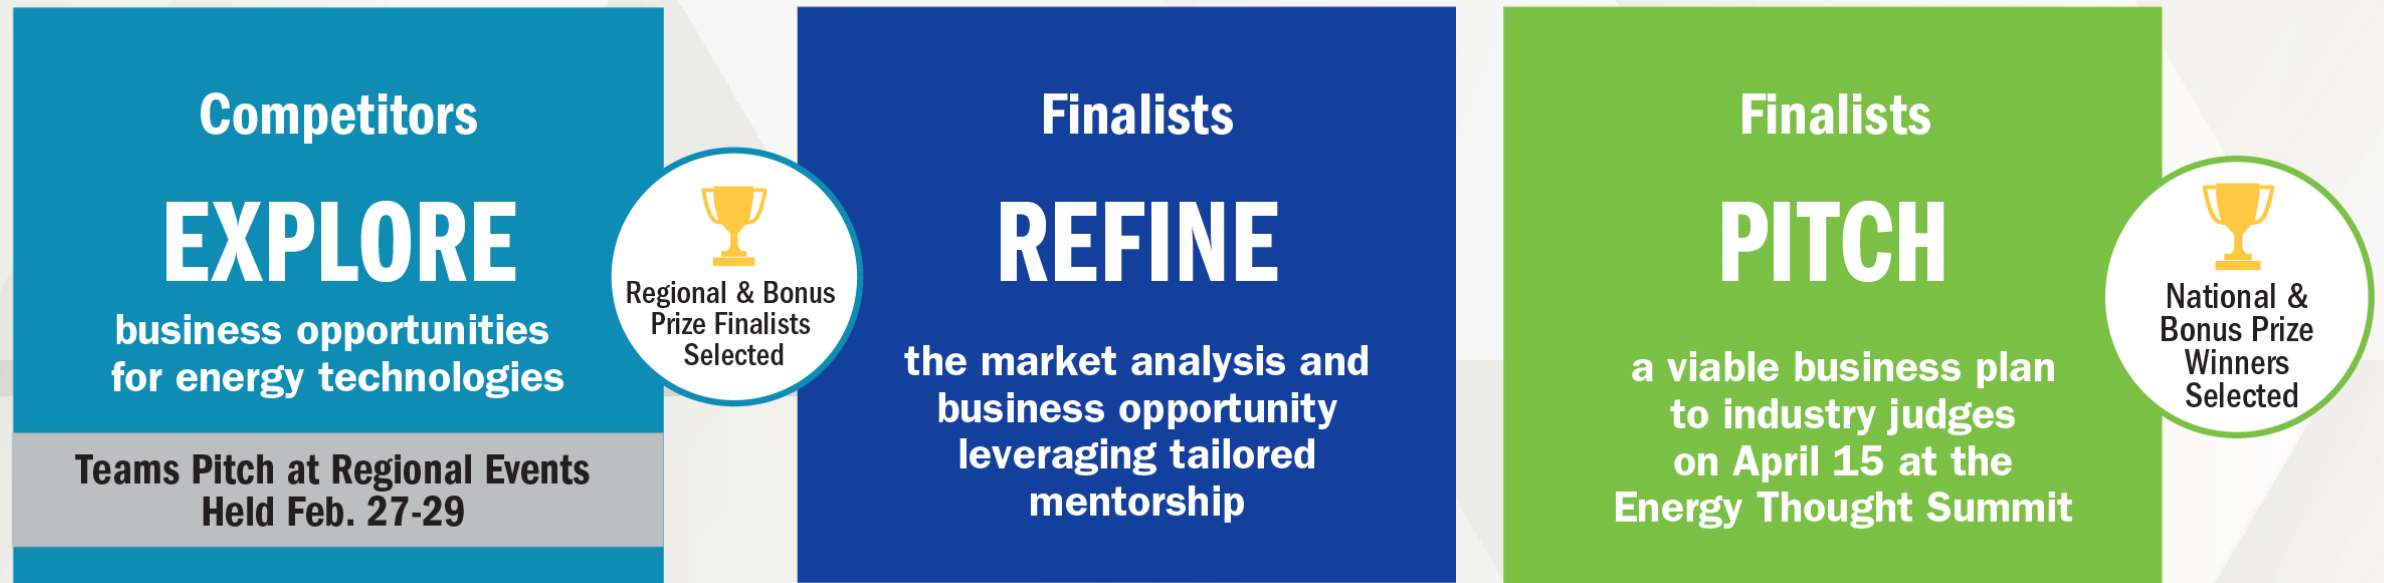 Competitors
EXPLORE
business opportunities
for energy technologies
Teams Pitch at Regional Events
Held Feb. 27-29
Regional & Bonus
Prize Finalists
Selected
Finalists
REFINE
the market analysis and
business opportunity
leveraging tailored
mentorship
Finalists
PITCH
a viable business plan
to industry judges
on April 15 at the
Energy Thought Summit
National &
Bonus Prize
Winners
Selected